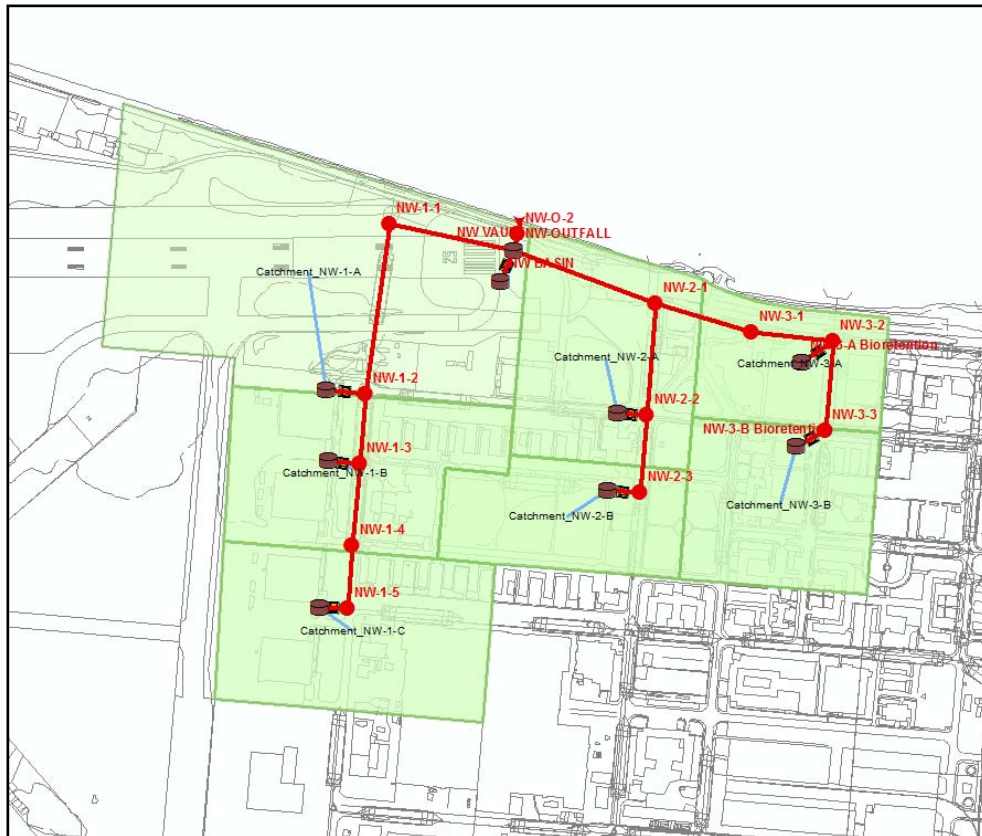 NW-O-2
NW-1-1
NW VAU
NW-OUTFALL
NW BASIN
Catchment_NW-1-A
NW-2-1
NW-3-1
NW-3-2
-A Bioretention
Catchment_NW-3-A
Catchment_NW-2-A
NW-1-2
NW-2-2
NW-3-3
NW-3-B Bioretenti
NW-1-3
Catchment_NW-1-B
NW-2-3
Catchment_NW-3-B
Catchment_NW-2-B
NW-1-4
NW-1-5
Catchment_NW-1-C